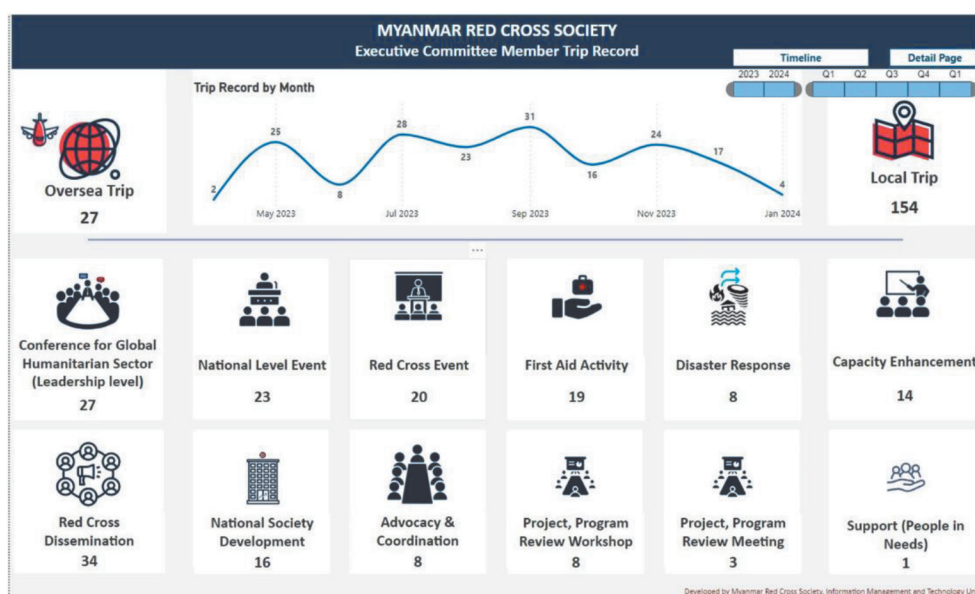 MYANMAR RED CROSS SOCIETY
Executive Committee Member Trip Record
Timeline
Detail Page
2023 2024
Q1 Q2 Q3 Q4 Q1
Oversea Trip
27
Trip Record by Month
2
25
8
28
23
31
16
24
17
4
May 2023
Jul 2023
Sep 2023
Nov 2023
Jan 2024
Local Trip
154
...
Conference for Global
Humanitarian Sector
(Leadership level)
27
National Level Event
23
Red Cross Event
20
First Aid Activity
19
Disaster Response
8
Capacity Enhancement
14
Red Cross
Dissemination
34
National Society
Development
16
Advocacy &
Coordination
8
Project, Program
Review Workshop
8
Project, Program
Review Meeting
3
Support (People in
Needs)
1
Developed by Myanmar Red Cross Society, Information Management and Technology Un